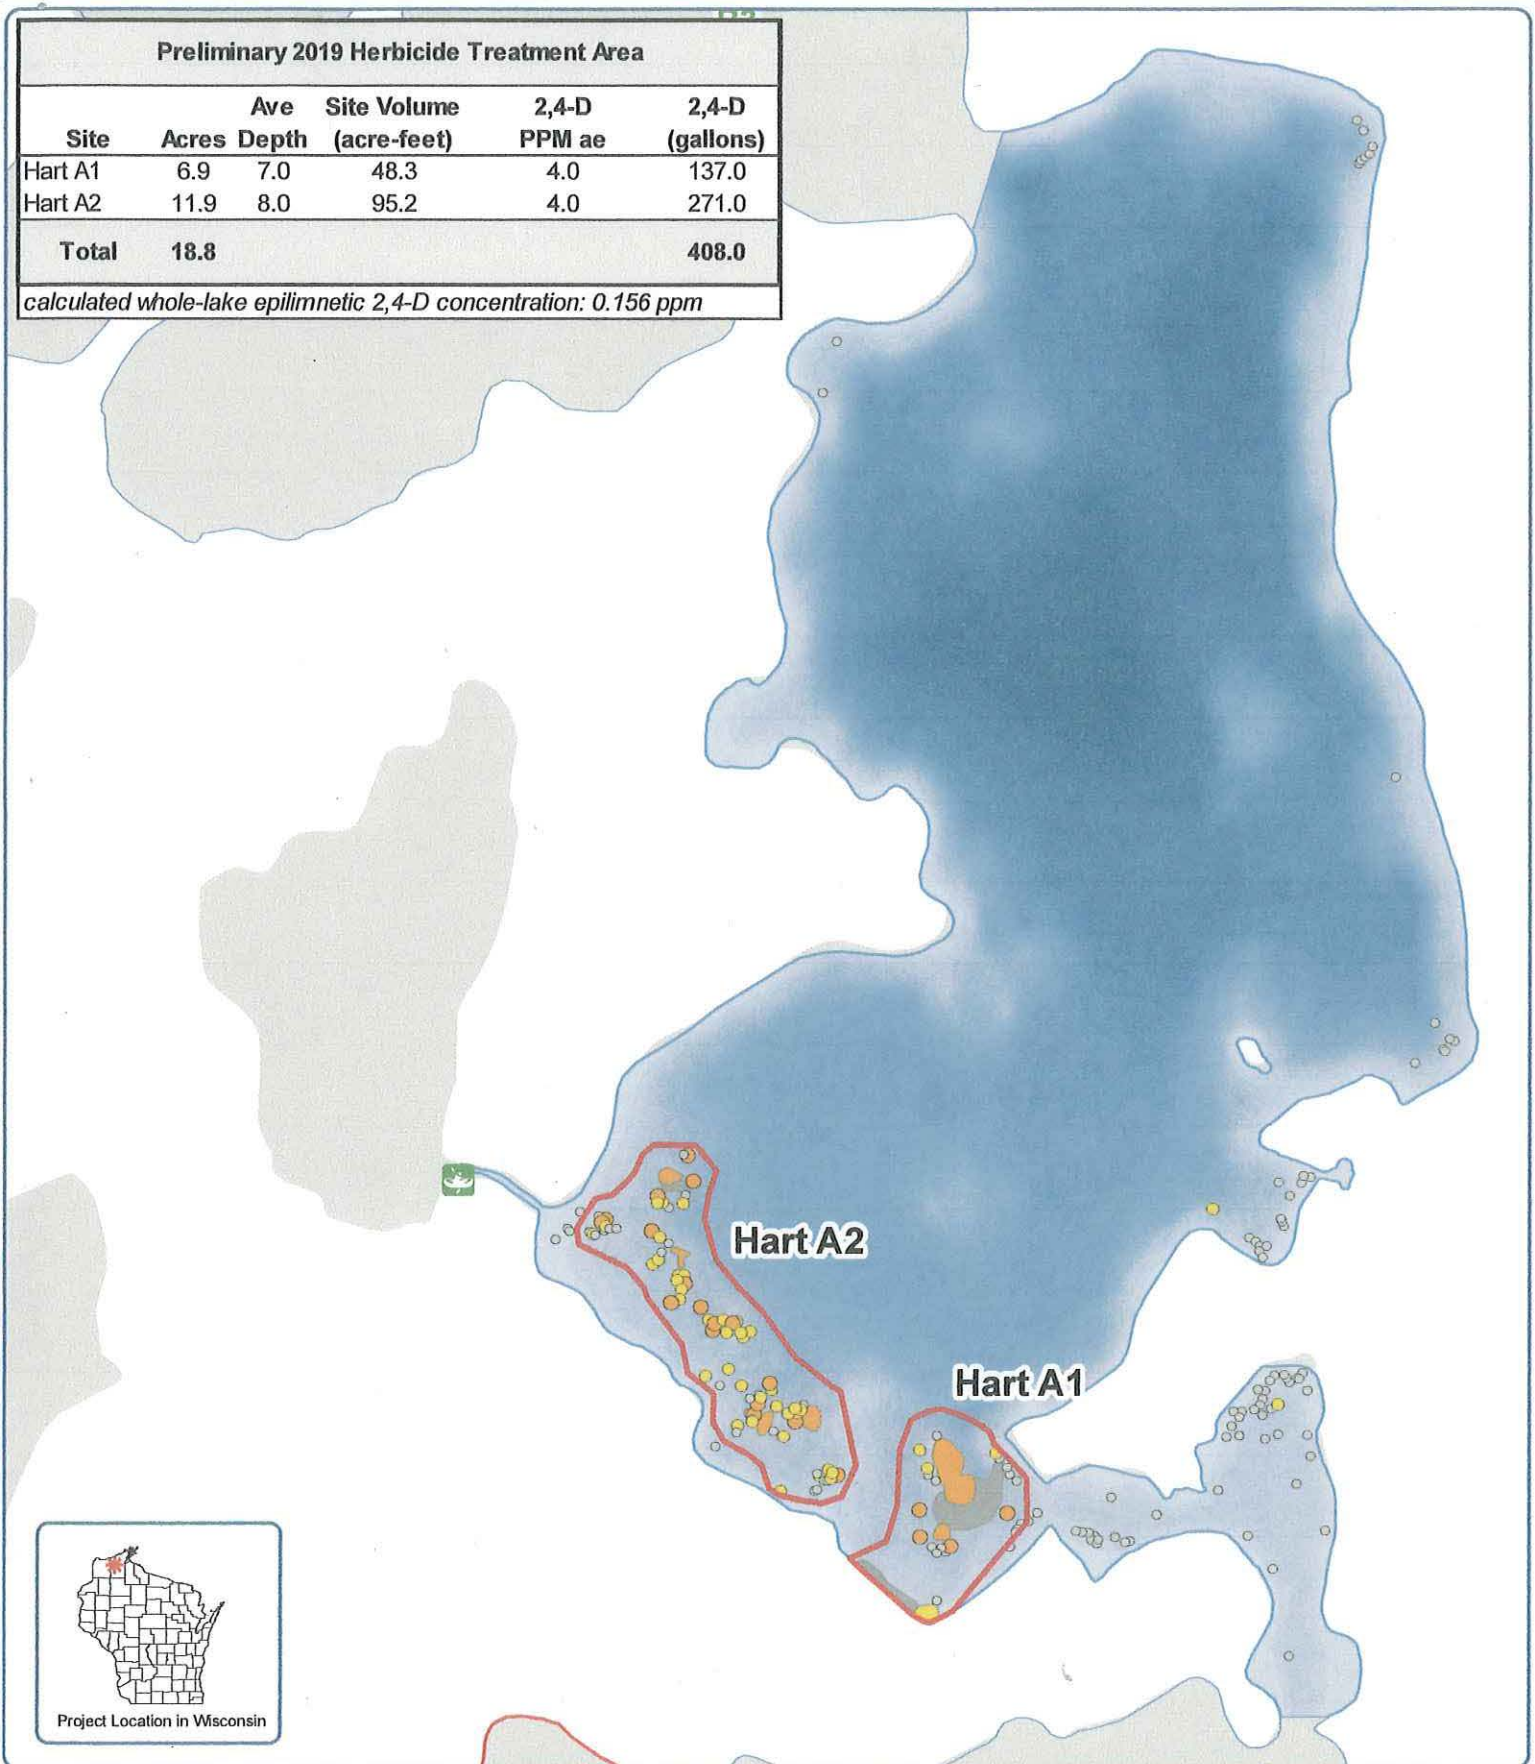 Preliminary 2019 Herbicide Treatment Area
Ave Site Volume 2,4-D 2,4-D
Site Acres Depth (acre-feet) PPM ae (gallons)
Hart A1 6.9 7.0 48.3 4.0 137.0
Hart A2 11.9 8.0 95.2 4.0 271.0
Total 18.8 408.0
calculated whole-lake epilimnetic 2,4-D concentration: 0.156 ppm
Hart A2
Hart A1
Project Location in Wisconsin